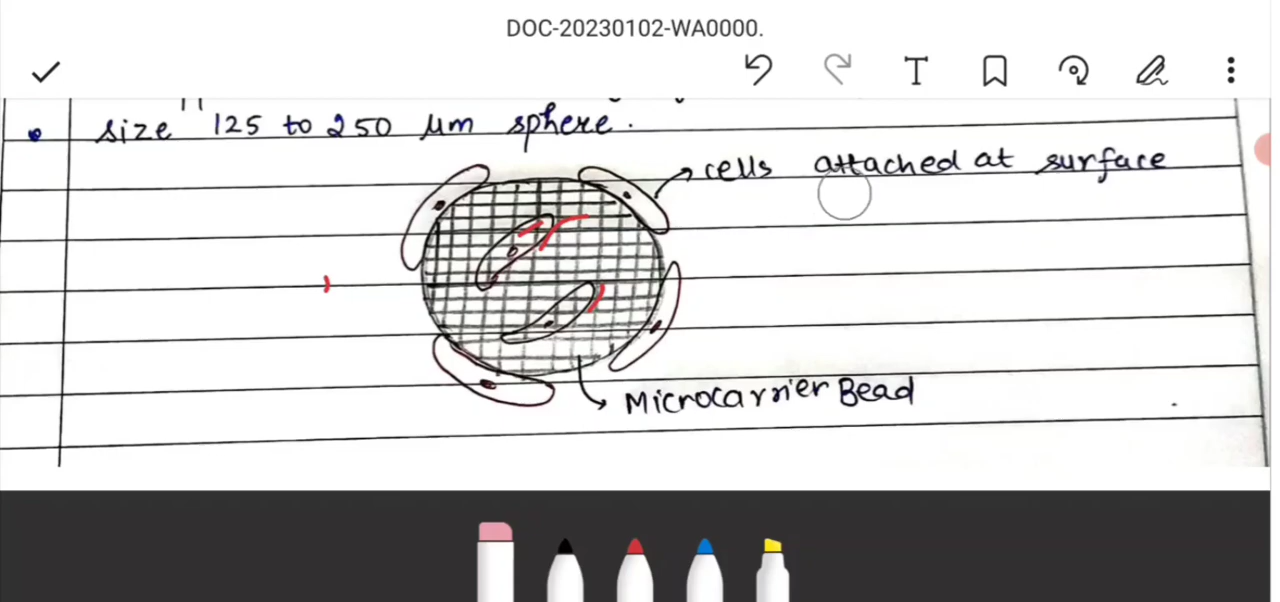 DOC-20230102-WA0000.
size 125 to 250 µm sphere.
cells attached at surface
Microcarrier Bead